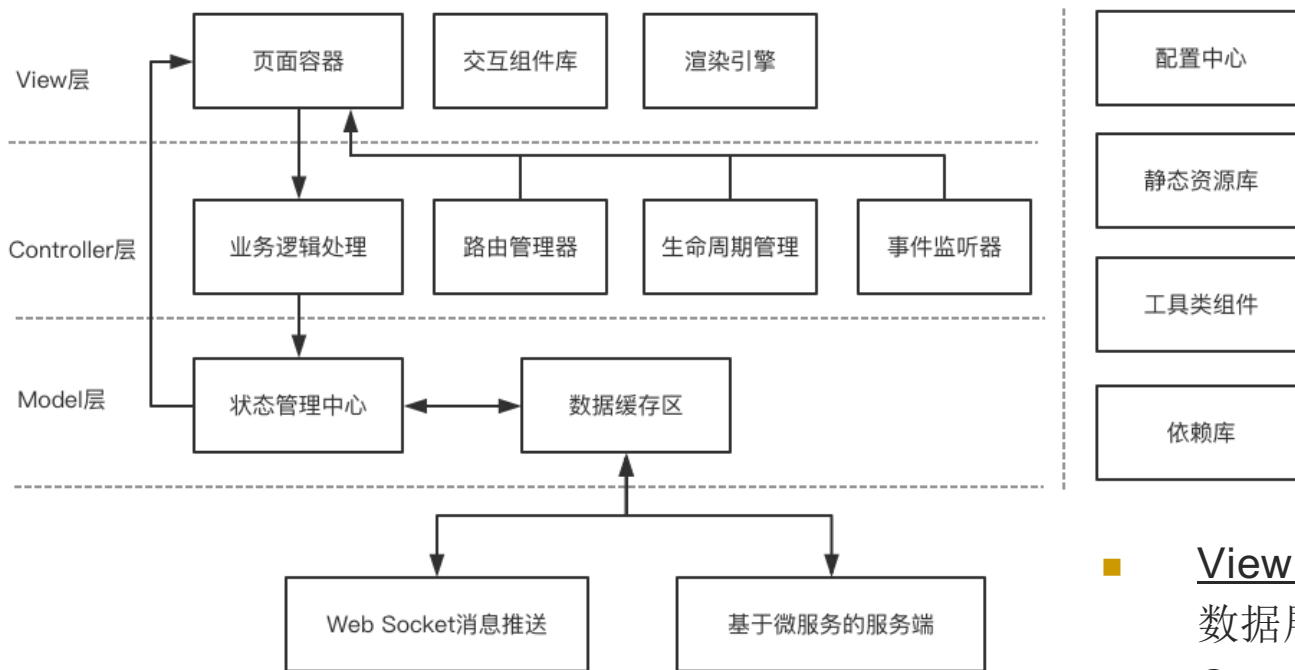 View层
页面容器
交互组件库
渲染引擎
Controller层
业务逻辑处理
路由管理器
生命周期管理
事件监听器
Model层
状态管理中心
数据缓存区
Web Socket消息推送
基于微服务的服务端
配置中心
静态资源库
工具类组件
依赖库
View
数据